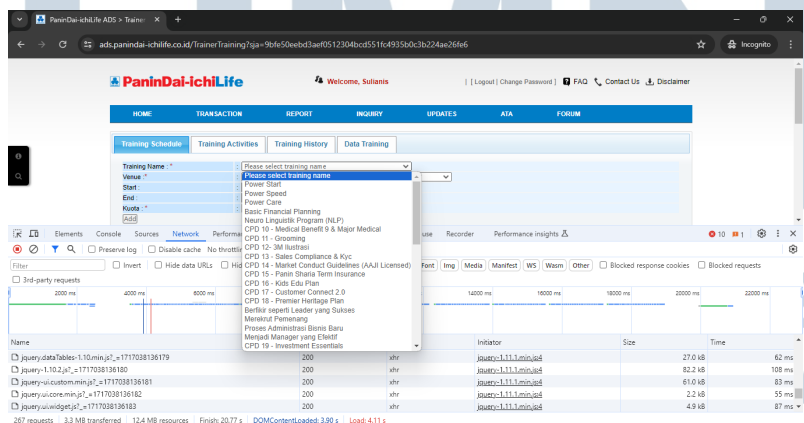 PaninDai-ichiLife ADS > Trainer
ads.panindai-ichilife.co.id/TrainerTraining?sja=9bfe50eebd3aef0512304bcd551fc4935b0c3b224ae26fe6
Incognito
PaninDai-ichiLife
Welcome, Sulianis
| [ Logout | Change Password ] FAQ Contact Us Disclaimer
HOME TRANSACTION REPORT INQUIRY UPDATES ATA FORUM
Training Schedule Training Activities Training History Data Training
Training Name : * : Please select training name
Venue : * :
Start :
End :
Kuota : * :
Add
Please select training name
Power Start
Power Speed
Power Care
Basic Financial Planning
Neuro Linguistik Program (NLP)
CPD 10 - Medical Benefit 9 & Major Medical
CPD 11 - Grooming
CPD 12- 3M Ilustrasi
CPD 13 - Sales Compliance & Kyc
CPD 14 - Market Conduct Guidelines (AAJI Licensed)
CPD 15 - Panin Sharia Term Insurance
CPD 16 - Kids Edu Plan
CPD 17 - Customer Connect 2.0
CPD 18 - Premier Heritage Plan
Berfikir seperti Leader yang Sukses
Merekrut Pemenang
Proses Administrasi Bisnis Baru
Menjadi Manager yang Efektif
CPD 19 - Investment Essentials
Elements Console Sources Network Recorder Performance insights 10 1
Preserve log Disable cache
Filter Invert Hide data URLs Font Img Media Manifest WS Wasm Other Blocked response cookies Blocked requests
3rd-party requests
2000 ms 4000 ms 6000 ms 14000 ms 16000 ms 18000 ms 20000 ms 22000 ms
Name Initiator Size Time
jquery.dataTables-1.10.min.js?_=1717038136179 200 xhr jquery-1.11.1.min.js:4 27.0 kB 62 ms
jquery-1.10.2.js?_=1717038136180 200 xhr jquery-1.11.1.min.js:4 82.2 kB 108 ms
jquery-ui.custom.min.js?_=1717038136181 200 xhr jquery-1.11.1.min.js:4 61.0 kB 83 ms
jquery.ui.core.min.js?_=1717038136182 200 xhr jquery-1.11.1.min.js:4 2.2 kB 55 ms
jquery.ui.widget.js?_=1717038136183 200 xhr jquery-1.11.1.min.js:4 4.9 kB 87 ms
267 requests 3.3 MB transferred 12.4 MB resources Finish: 20.77 s DOMContentLoaded: 3.90 s Load: 4.11 s